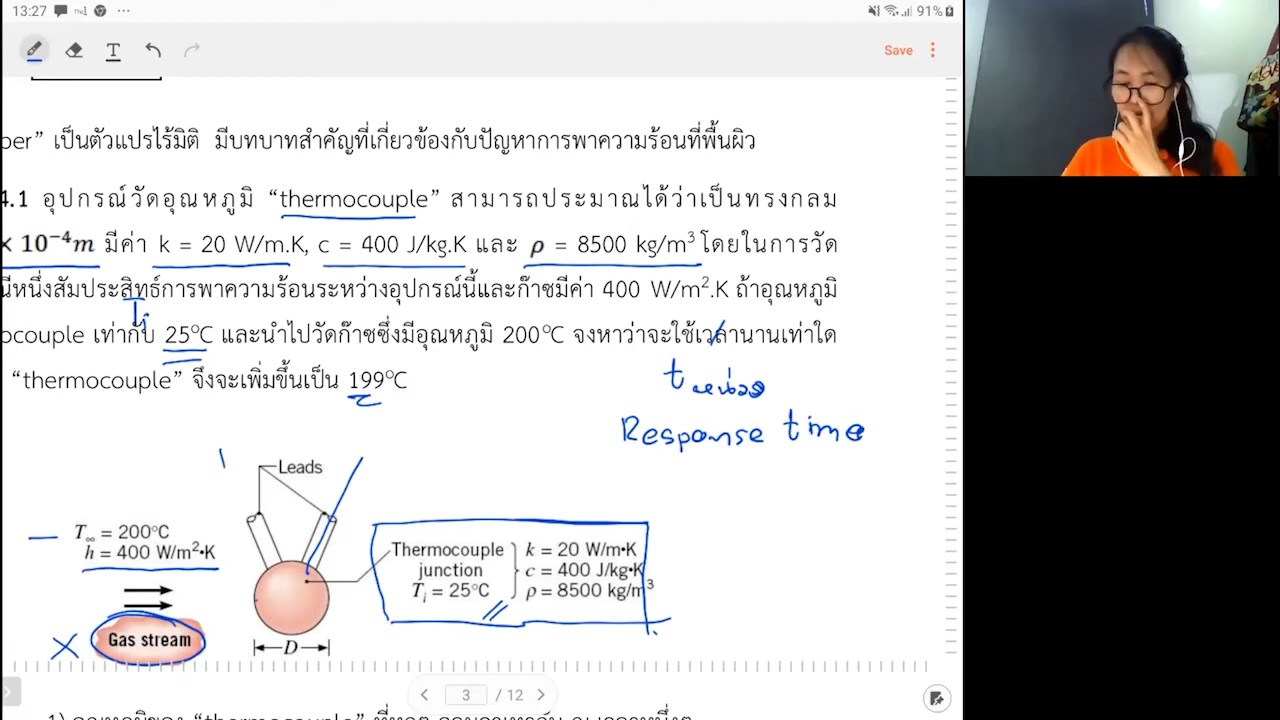 13:27
91%
Save
per” เป็นตัวแปรไร้มิติ มีบทบาทสำคัญที่เกี่ยวข้องกับปัญหาการพาความร้อนที่พื้นผิว
4.1 อุปกรณ์วัดอุณหภูมิ “thermocouple” สามารถประมาณได้ว่าเป็นทรงกลม
× 10⁻⁴m มีค่า k = 20 W/m.K, c = 400 J/kg.K และ ρ = 8500 kg/m³ โดยในการวัด
นีหนึ่งสัมประสิทธ์การพาความร้อนระหว่างอุปกรณ์นี้และก๊าซมีค่า 400 W/m².K ถ้าอุณหภูมิ
ocouple เท่ากับ 25°C และนำไปวัดก๊าซซึ่งมีอุณหภูมิ 200°C จงหาว่าจะใช้เวลานานเท่าใด
“thermocouple” จึงจะเพิ่มขึ้นเป็น 199°C
t หน่วง
Response time
Leads
T∞ = 200°C
h = 400 W/m²•K
Gas stream
D
Thermocouple
junction
Tᵢ = 25°C
k = 20 W/m•K
c = 400 J/kg•K
ρ = 8500 kg/m³
3 / 12